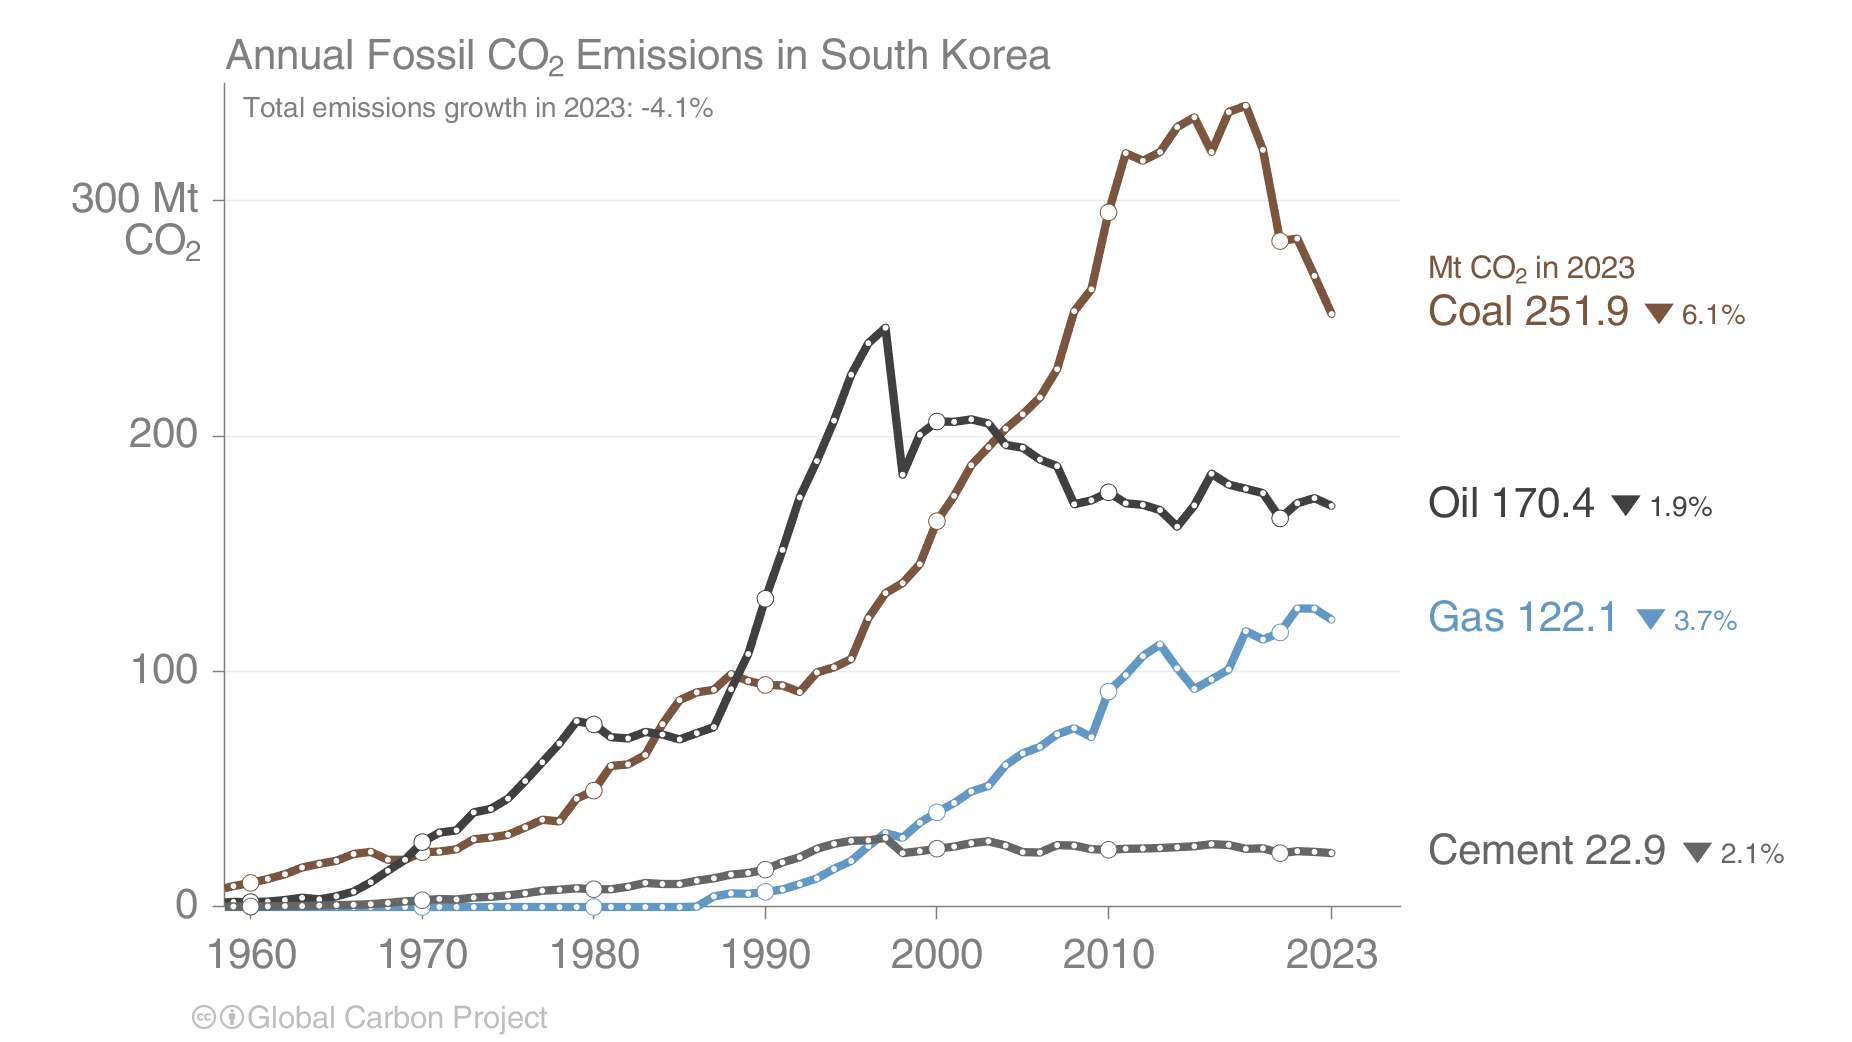 Annual Fossil CO₂ Emissions in South Korea
Total emissions growth in 2023: -4.1%
300 Mt
CO₂
200
100
0
Mt CO₂ in 2023
Coal 251.9 ▼ 6.1%
Oil 170.4 ▼ 1.9%
Gas 122.1 ▼ 3.7%
Cement 22.9 ▼ 2.1%
1960 1970 1980 1990 2000 2010 2023
cc Global Carbon Project